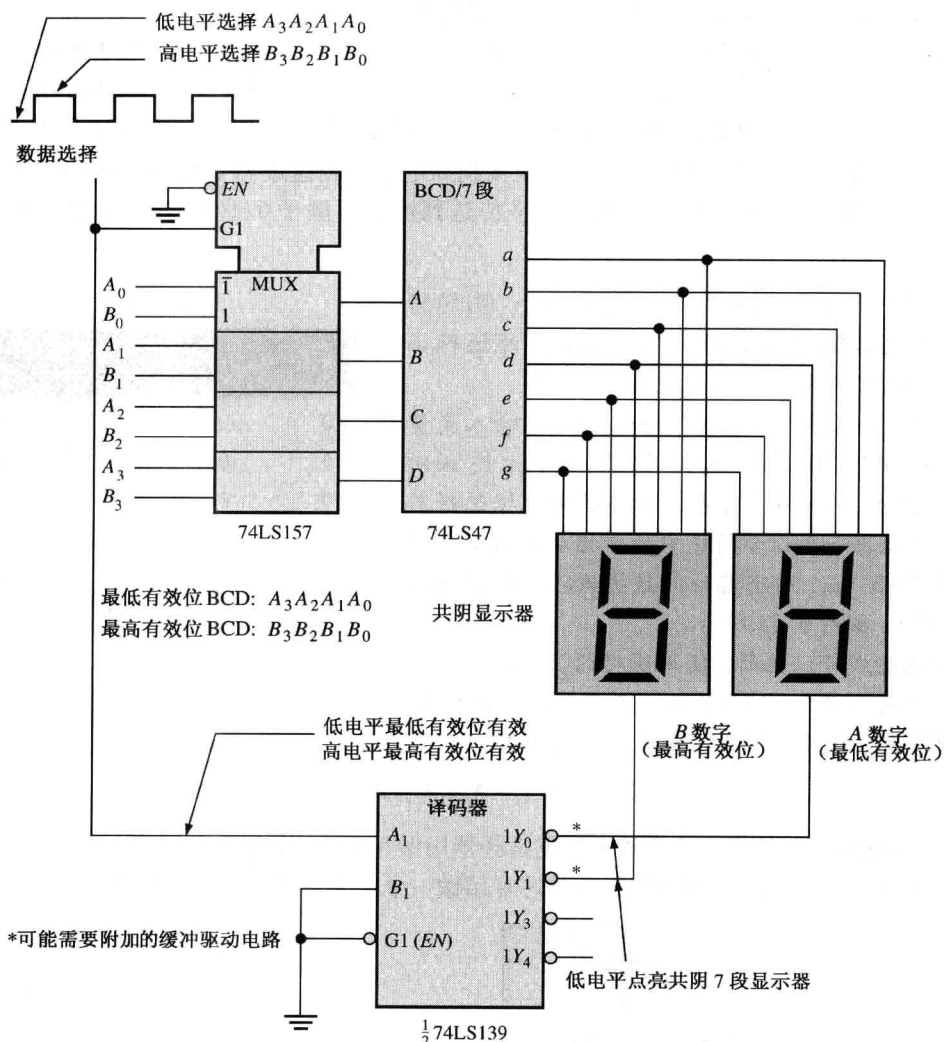 低电平选择 A₃A₂A₁A₀
高电平选择 B₃B₂B₁B₀
数据选择
EN
G1
MUX
A₀
1̅
B₀
1
A₁
B₁
A₂
B₂
A₃
B₃
74LS157
BCD/7段
A
B
C
D
a
b
c
d
e
f
g
74LS47
最低有效位 BCD: A₃A₂A₁A₀
最高有效位 BCD: B₃B₂B₁B₀
共阴显示器
B 数字
（最高有效位）
A 数字
（最低有效位）
低电平最低有效位有效
高电平最高有效位有效
译码器
A₁
B₁
G1 (EN)
1Y₀
1Y₁
1Y₃
1Y₄
*
*
*可能需要附加的缓冲驱动电路
低电平点亮共阴 7 段显示器
½ 74LS139